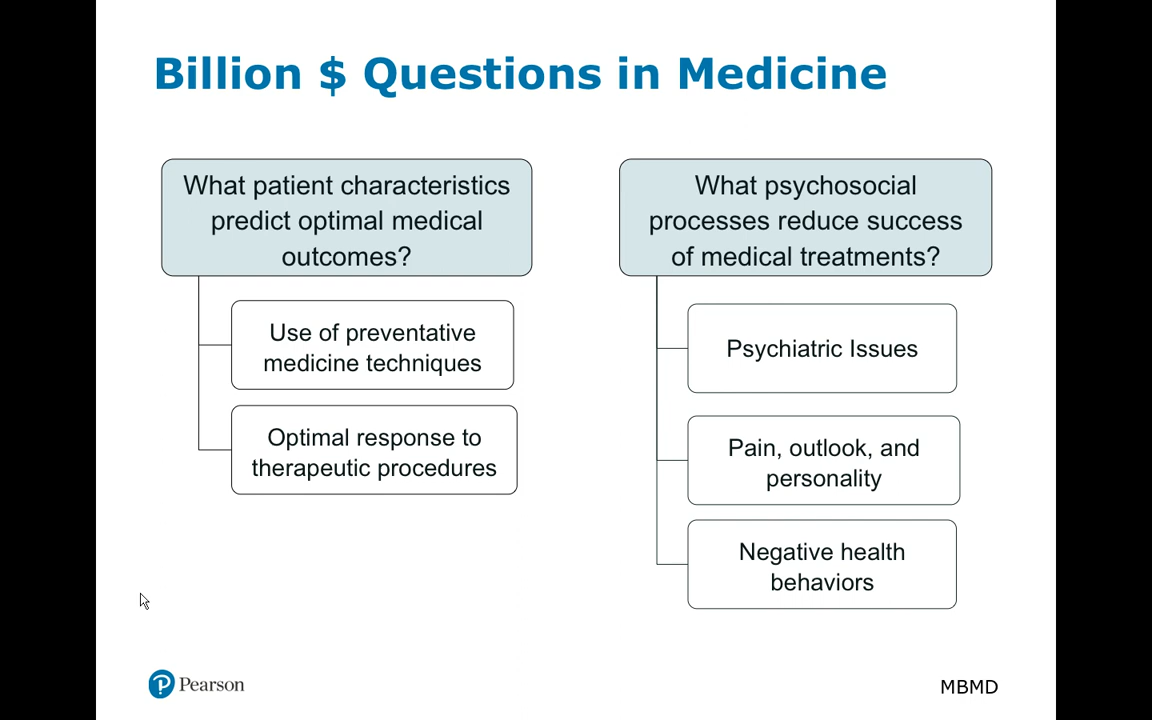 Billion $ Questions in Medicine
What patient characteristics
predict optimal medical
outcomes?
Use of preventative
medicine techniques
Optimal response to
therapeutic procedures
What psychosocial
processes reduce success
of medical treatments?
Psychiatric Issues
Pain, outlook, and
personality
Negative health
behaviors
P Pearson
MBMD